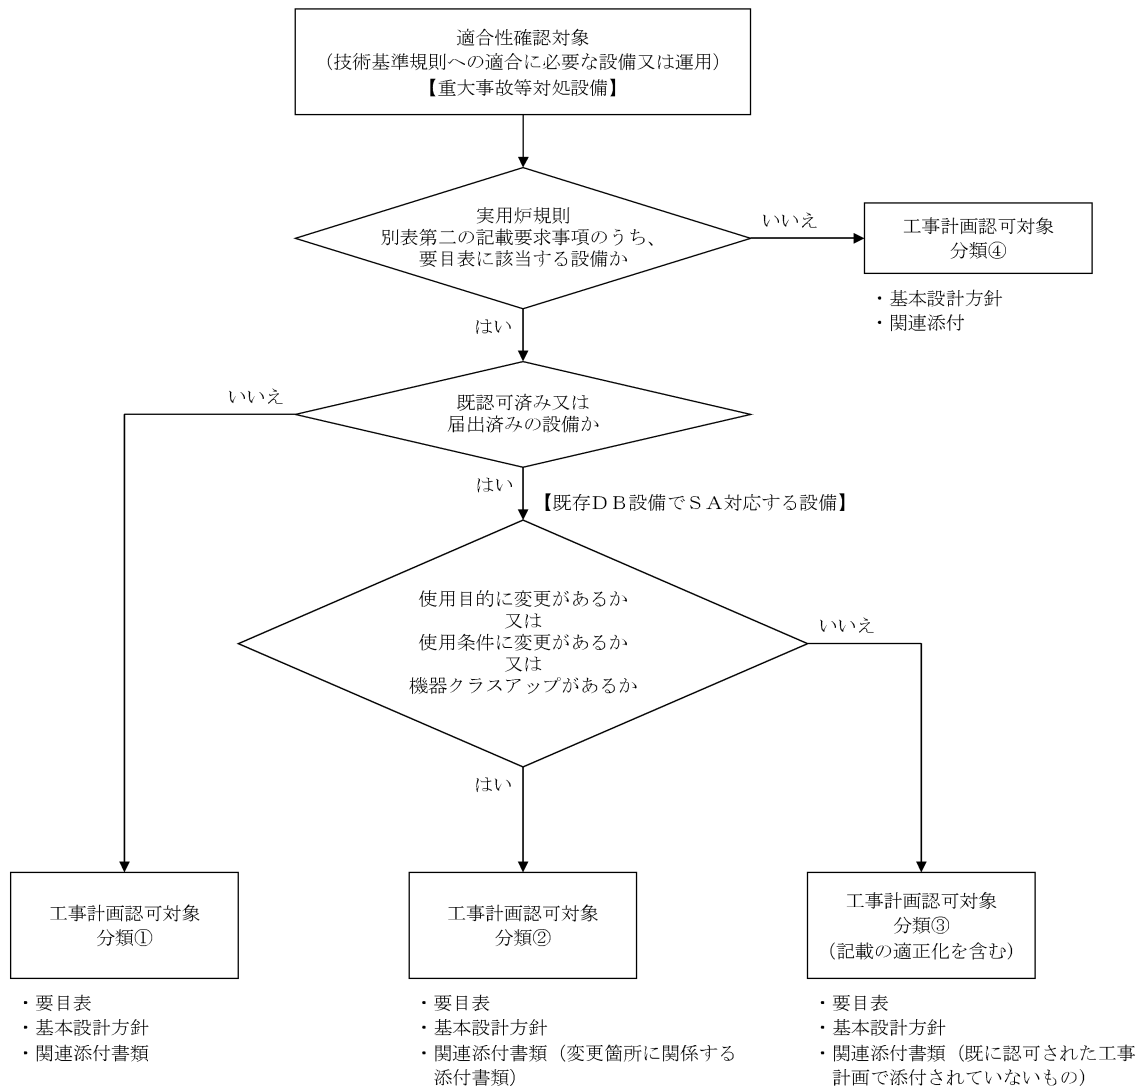 適合性確認対象
（技術基準規則への適合に必要な設備又は運用）
【重大事故等対処設備】
実用炉規則
別表第二の記載要求事項のうち、
要目表に該当する設備か
いいえ
工事計画認可対象
分類④
・基本設計方針
・関連添付
はい
既認可済み又は
届出済みの設備か
いいえ
はい
【既存ＤＢ設備でＳＡ対応する設備】
使用目的に変更があるか
又は
使用条件に変更があるか
又は
機器クラスアップがあるか
いいえ
はい
工事計画認可対象
分類①
・要目表
・基本設計方針
・関連添付書類
工事計画認可対象
分類②
・要目表
・基本設計方針
・関連添付書類（変更箇所に関係する
添付書類）
工事計画認可対象
分類③
（記載の適正化を含む）
・要目表
・基本設計方針
・関連添付書類（既に認可された工事
計画で添付されていないもの）